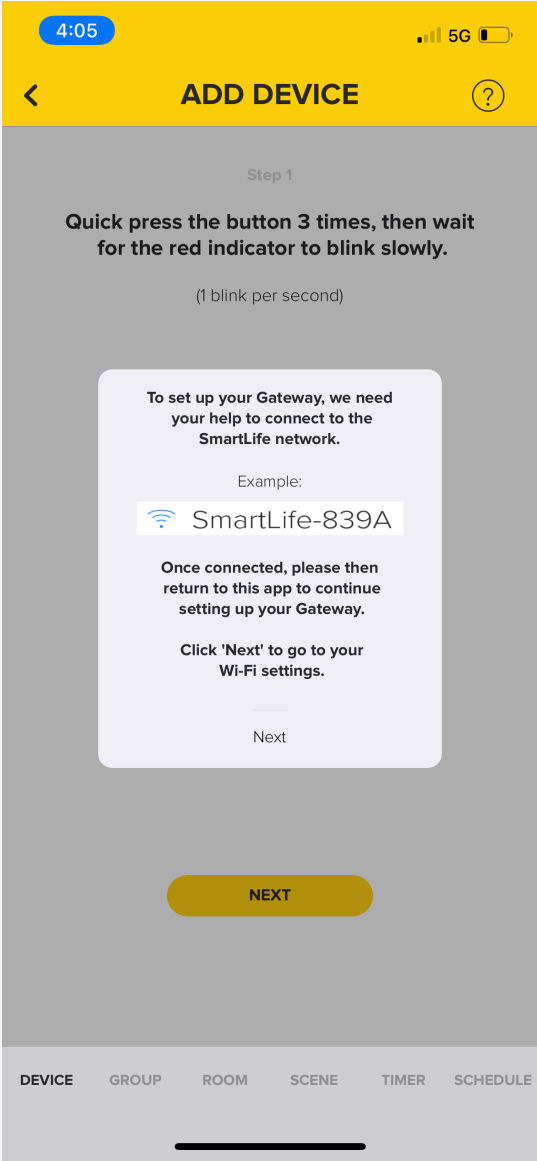 4:05
5G
ADD DEVICE
?
Step 1
Quick press the button 3 times, then wait
for the red indicator to blink slowly.
(1 blink per second)
To set up your Gateway, we need
your help to connect to the
SmartLife network.
Example:
SmartLife-839A
Once connected, please then
return to this app to continue
setting up your Gateway.
Click 'Next' to go to your
Wi-Fi settings.
Next
NEXT
DEVICE GROUP ROOM SCENE TIMER SCHEDULE